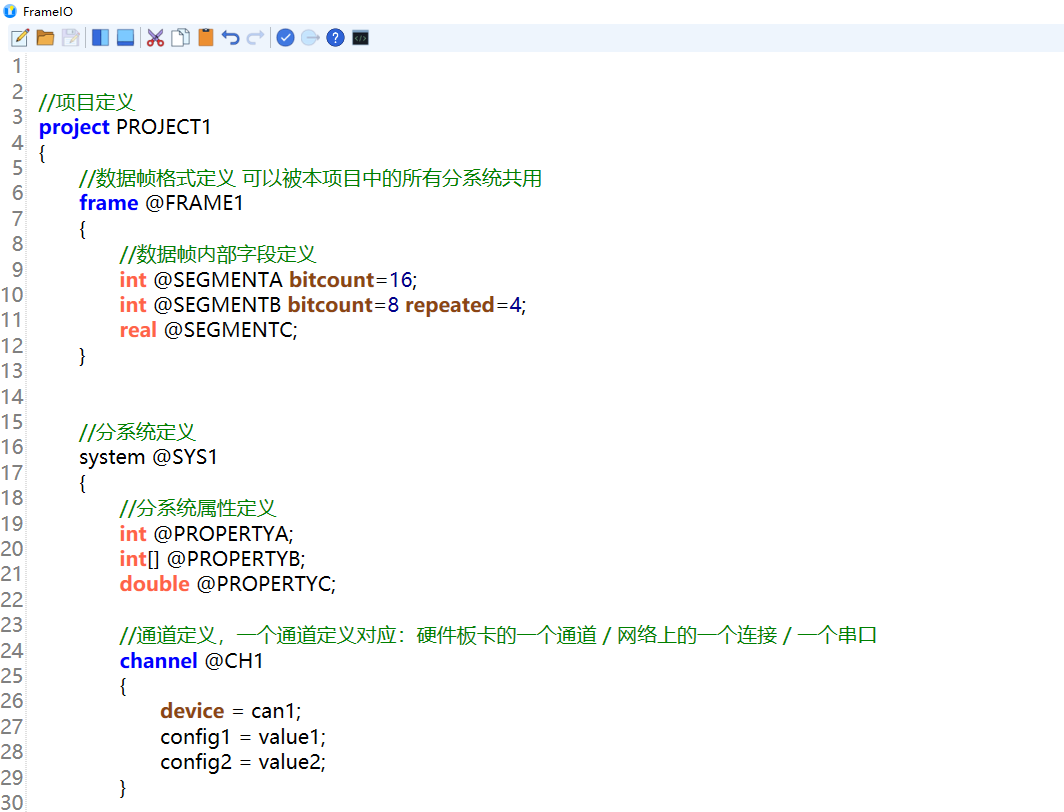 FrameIO
1
2 //项目定义
3 project PROJECT1
4 {
5 //数据帧格式定义 可以被本项目中的所有分系统共用
6 frame @FRAME1
7 {
8 //数据帧内部字段定义
9 int @SEGMENTA bitcount=16;
10 int @SEGMENTB bitcount=8 repeated=4;
11 real @SEGMENTC;
12 }
13
14
15 //分系统定义
16 system @SYS1
17 {
18 //分系统属性定义
19 int @PROPERTYA;
20 int[] @PROPERTYB;
21 double @PROPERTYC;
22
23 //通道定义，一个通道定义对应：硬件板卡的一个通道 / 网络上的一个连接 / 一个串口
24 channel @CH1
25 {
26 device = can1;
27 config1 = value1;
28 config2 = value2;
29 }
30